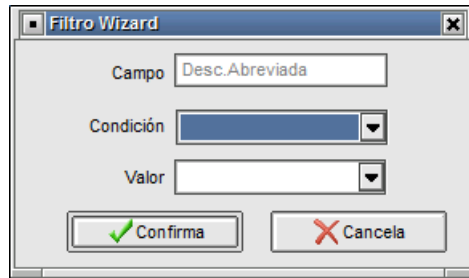 Filtro Wizard
Campo Desc.Abreviada
Condición
Valor
Confirma Cancela